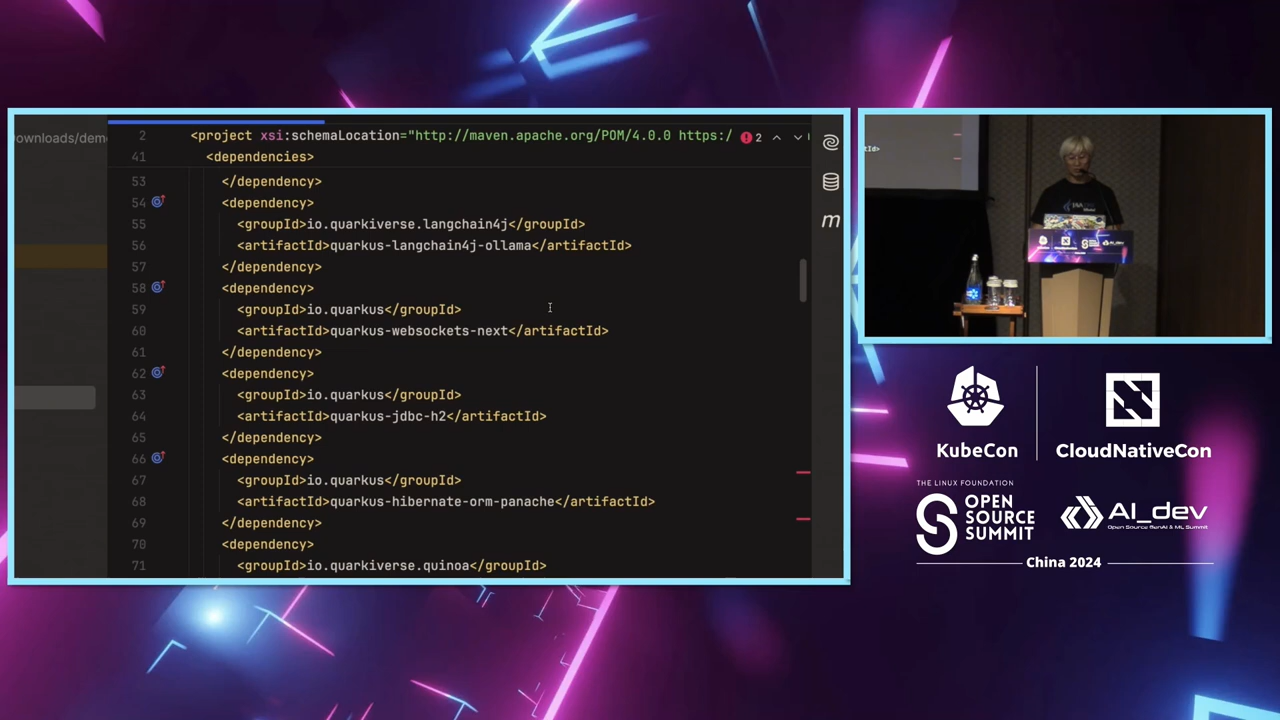 ownloads/dem
2 <project xsi:schemaLocation="http://maven.apache.org/POM/4.0.0 https:/ 2
41 <dependencies>
53 </dependency>
54 <dependency>
55 <groupId>io.quarkiverse.langchain4j</groupId>
56 <artifactId>quarkus-langchain4j-ollama</artifactId>
57 </dependency>
58 <dependency>
59 <groupId>io.quarkus</groupId>
60 <artifactId>quarkus-websockets-next</artifactId>
61 </dependency>
62 <dependency>
63 <groupId>io.quarkus</groupId>
64 <artifactId>quarkus-jdbc-h2</artifactId>
65 </dependency>
66 <dependency>
67 <groupId>io.quarkus</groupId>
68 <artifactId>quarkus-hibernate-orm-panache</artifactId>
69 </dependency>
70 <dependency>
71 <groupId>io.quarkiverse.quinoa</groupId>
m
KubeCon
CloudNativeCon
THE LINUX FOUNDATION
OPEN
SOURCE
SUMMIT
AI_dev
Open Source GenAI & ML Summit
China 2024